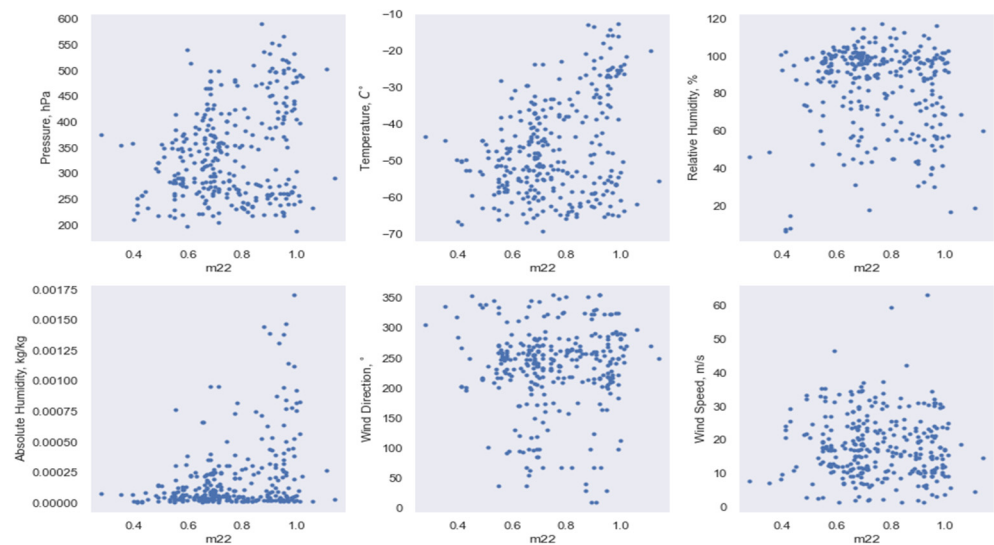 600
550
500
450
400
350
300
250
200
Pressure, hPa
0.4 0.6 0.8 1.0
m22
−10
−20
−30
−40
−50
−60
−70
Temperature, C°
0.4 0.6 0.8 1.0
m22
120
100
80
60
40
20
Relative Humidity, %
0.4 0.6 0.8 1.0
m22
0.00175
0.00150
0.00125
0.00100
0.00075
0.00050
0.00025
0.00000
Absolute Humidity, kg/kg
0.4 0.6 0.8 1.0
m22
350
300
250
200
150
100
50
0
Wind Direction, °
0.4 0.6 0.8 1.0
m22
60
50
40
30
20
10
0
Wind Speed, m/s
0.4 0.6 0.8 1.0
m22